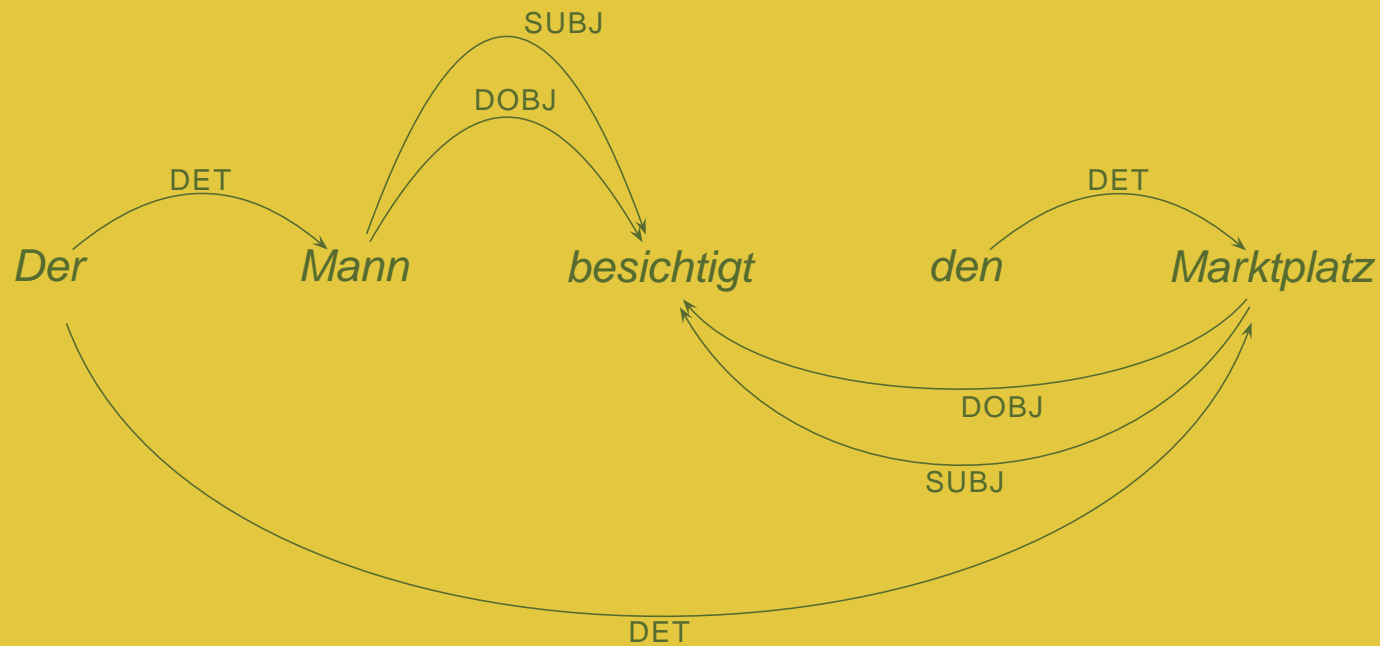 SUBJ
DOBJ
DET DET
Der Mann besichtigt den Marktplatz
DOBJ
SUBJ
DET